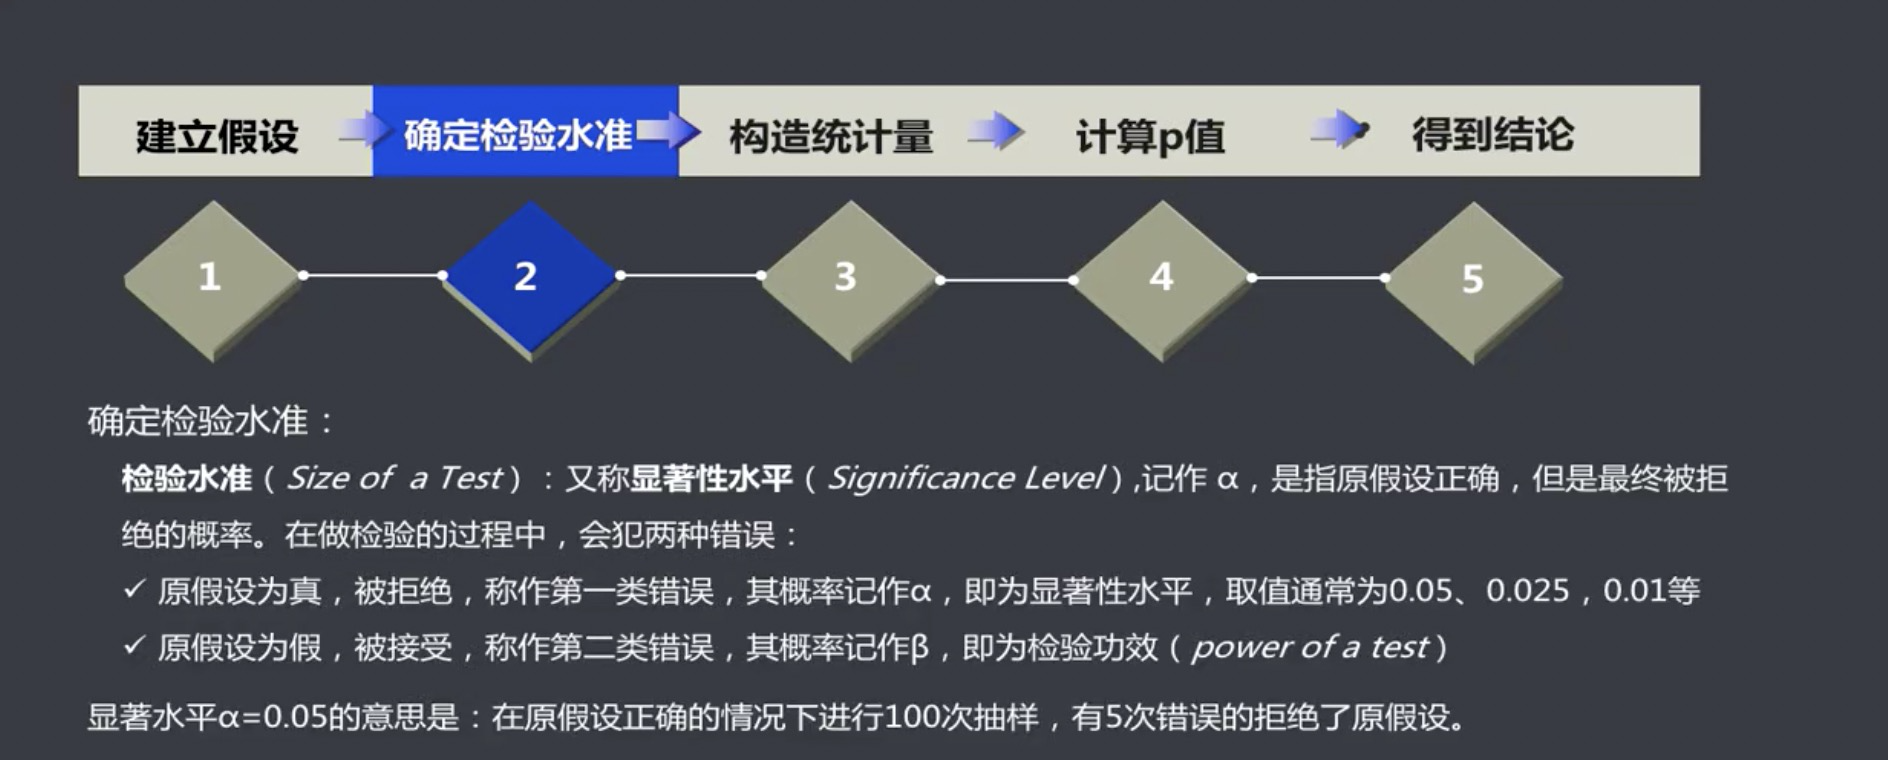 建立假设 确定检验水准 构造统计量 计算p值 得到结论
1 2 3 4 5
确定检验水准：
检验水准（Size of a Test）：又称显著性水平（Significance Level）,记作 α，是指原假设正确，但是最终被拒
绝的概率。在做检验的过程中，会犯两种错误：
✓ 原假设为真，被拒绝，称作第一类错误，其概率记作α，即为显著性水平，取值通常为0.05、0.025，0.01等
✓ 原假设为假，被接受，称作第二类错误，其概率记作β，即为检验功效（power of a test）
显著水平α=0.05的意思是：在原假设正确的情况下进行100次抽样，有5次错误的拒绝了原假设。